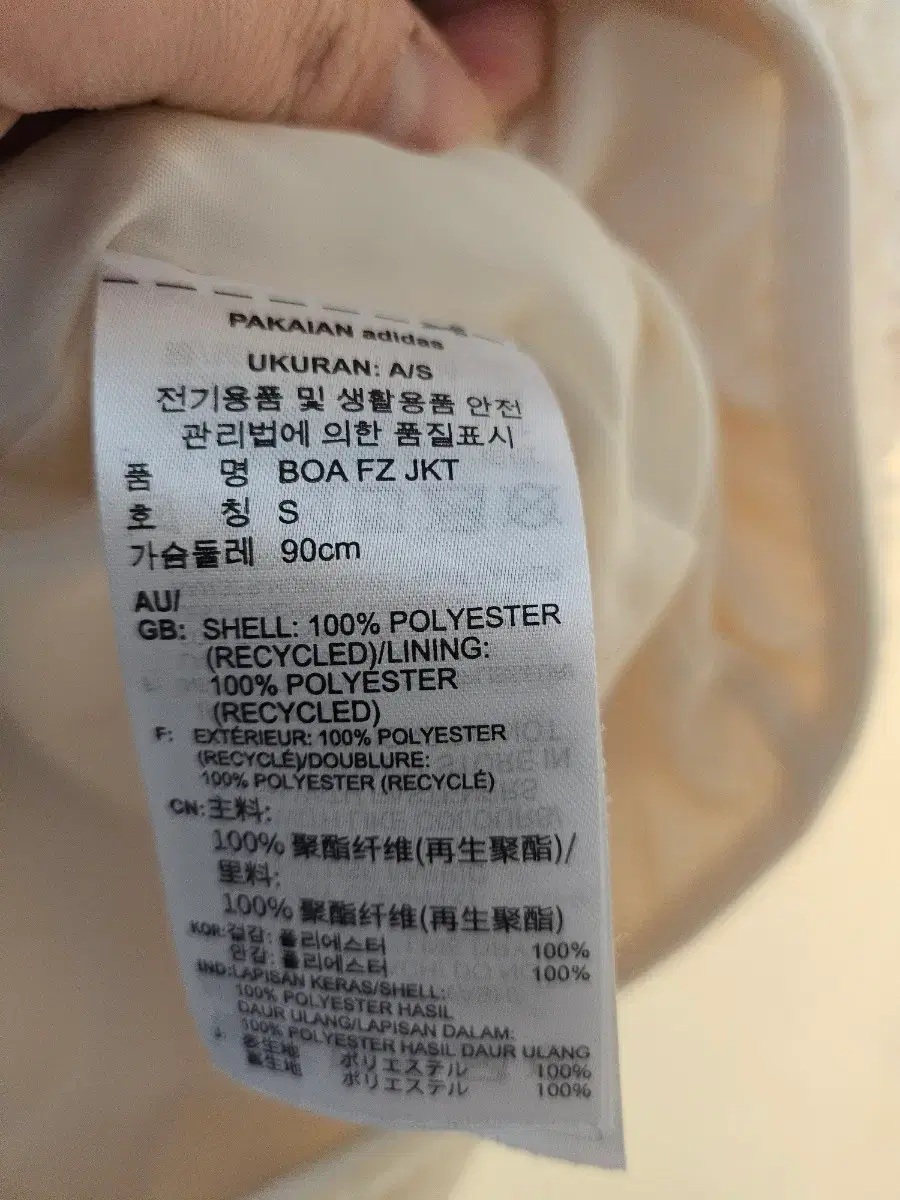 PAKAIAN adidas
UKURAN: A/S
전기용품 및 생활용품 안전
관리법에 의한 품질표시
품 명 BOA FZ JKT
호 칭 S
가슴둘레 90cm
AU/
GB: SHELL: 100% POLYESTER
(RECYCLED)/LINING:
100% POLYESTER
(RECYCLED)
F: EXTÉRIEUR: 100% POLYESTER
(RECYCLÉ)/DOUBLURE:
100% POLYESTER (RECYCLÉ)
CN:主料:
100% 聚酯纤维(再生聚酯)/
里料:
100% 聚酯纤维(再生聚酯)
KOR:겉감: 폴리에스터 100%
안감: 폴리에스터 100%
IND:LAPISAN KERAS/SHELL:
100% POLYESTER HASIL
DAUR ULANG/LAPISAN DALAM:
100% POLYESTER HASIL DAUR ULANG
J: 表生地 ポリエステル 100%
裏生地 ポリエステル 100%